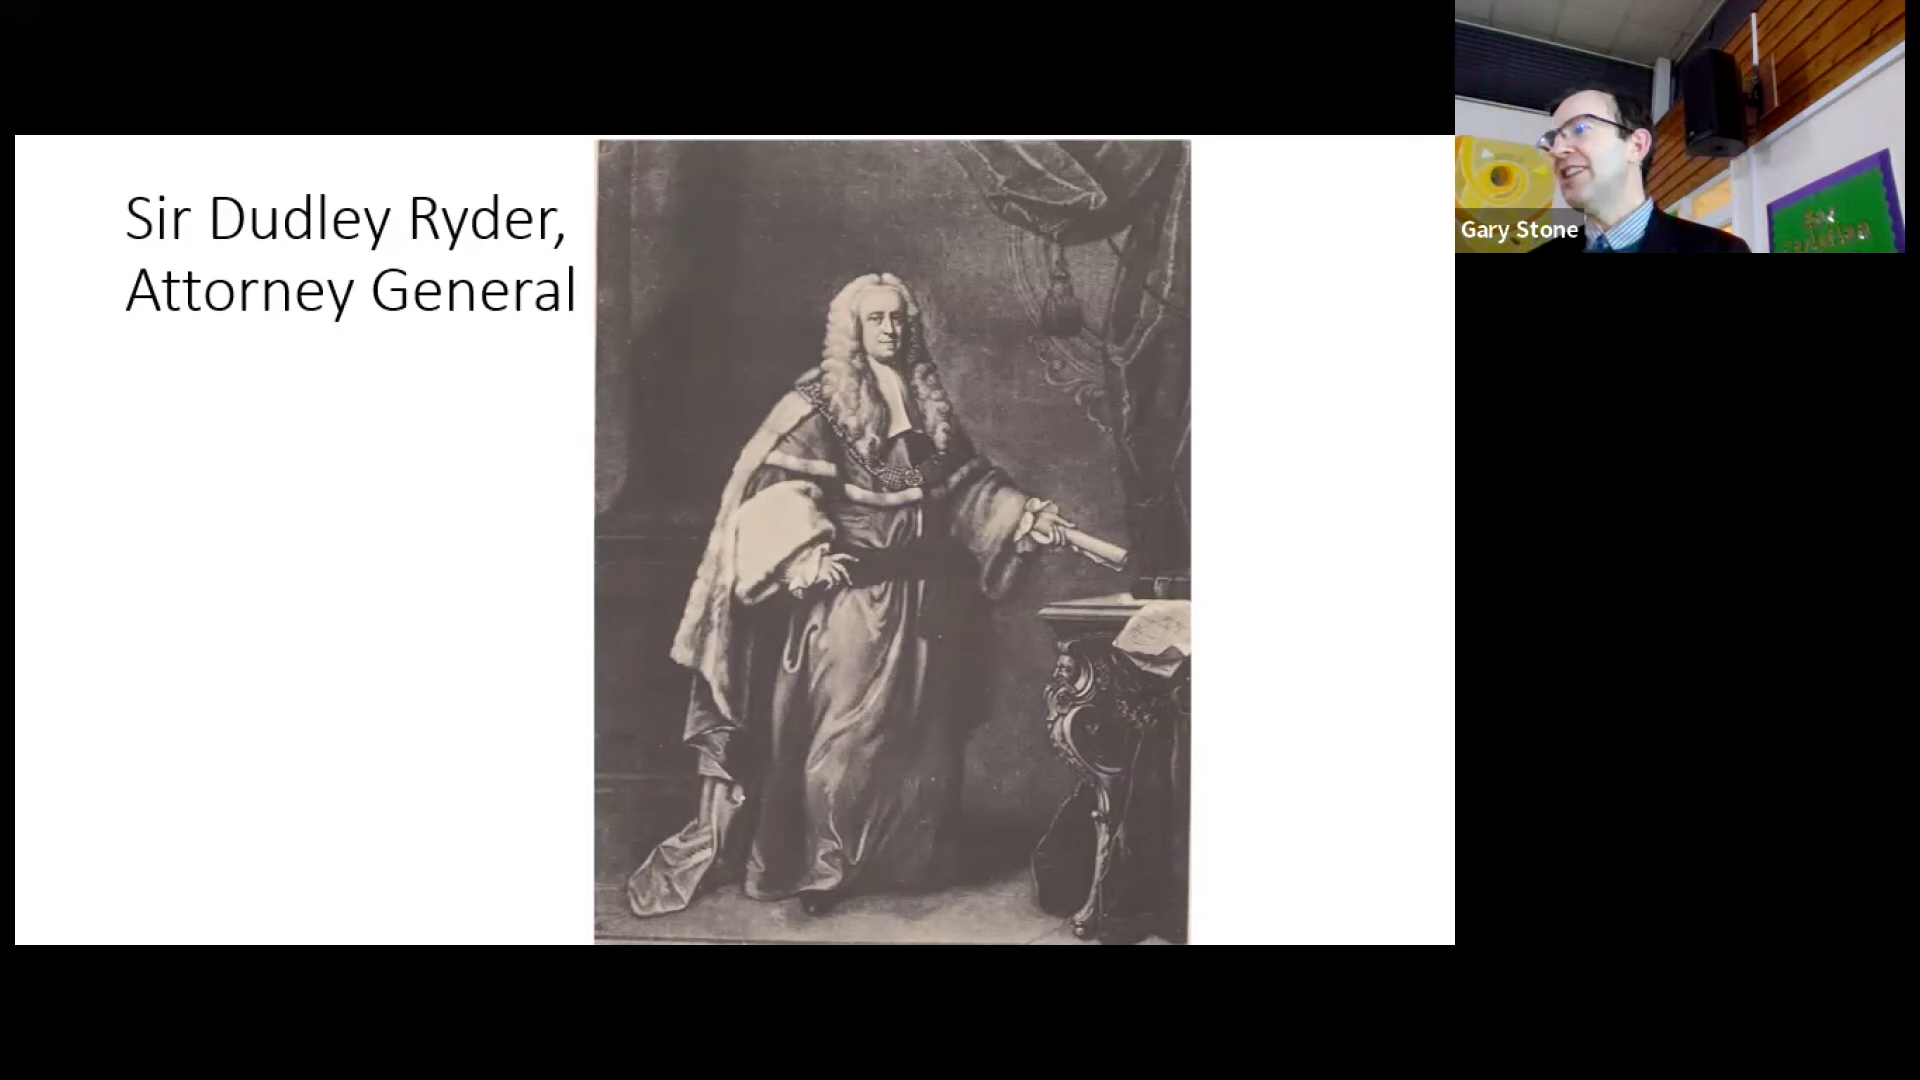 Sir Dudley Ryder,
Attorney General
Gary Stone